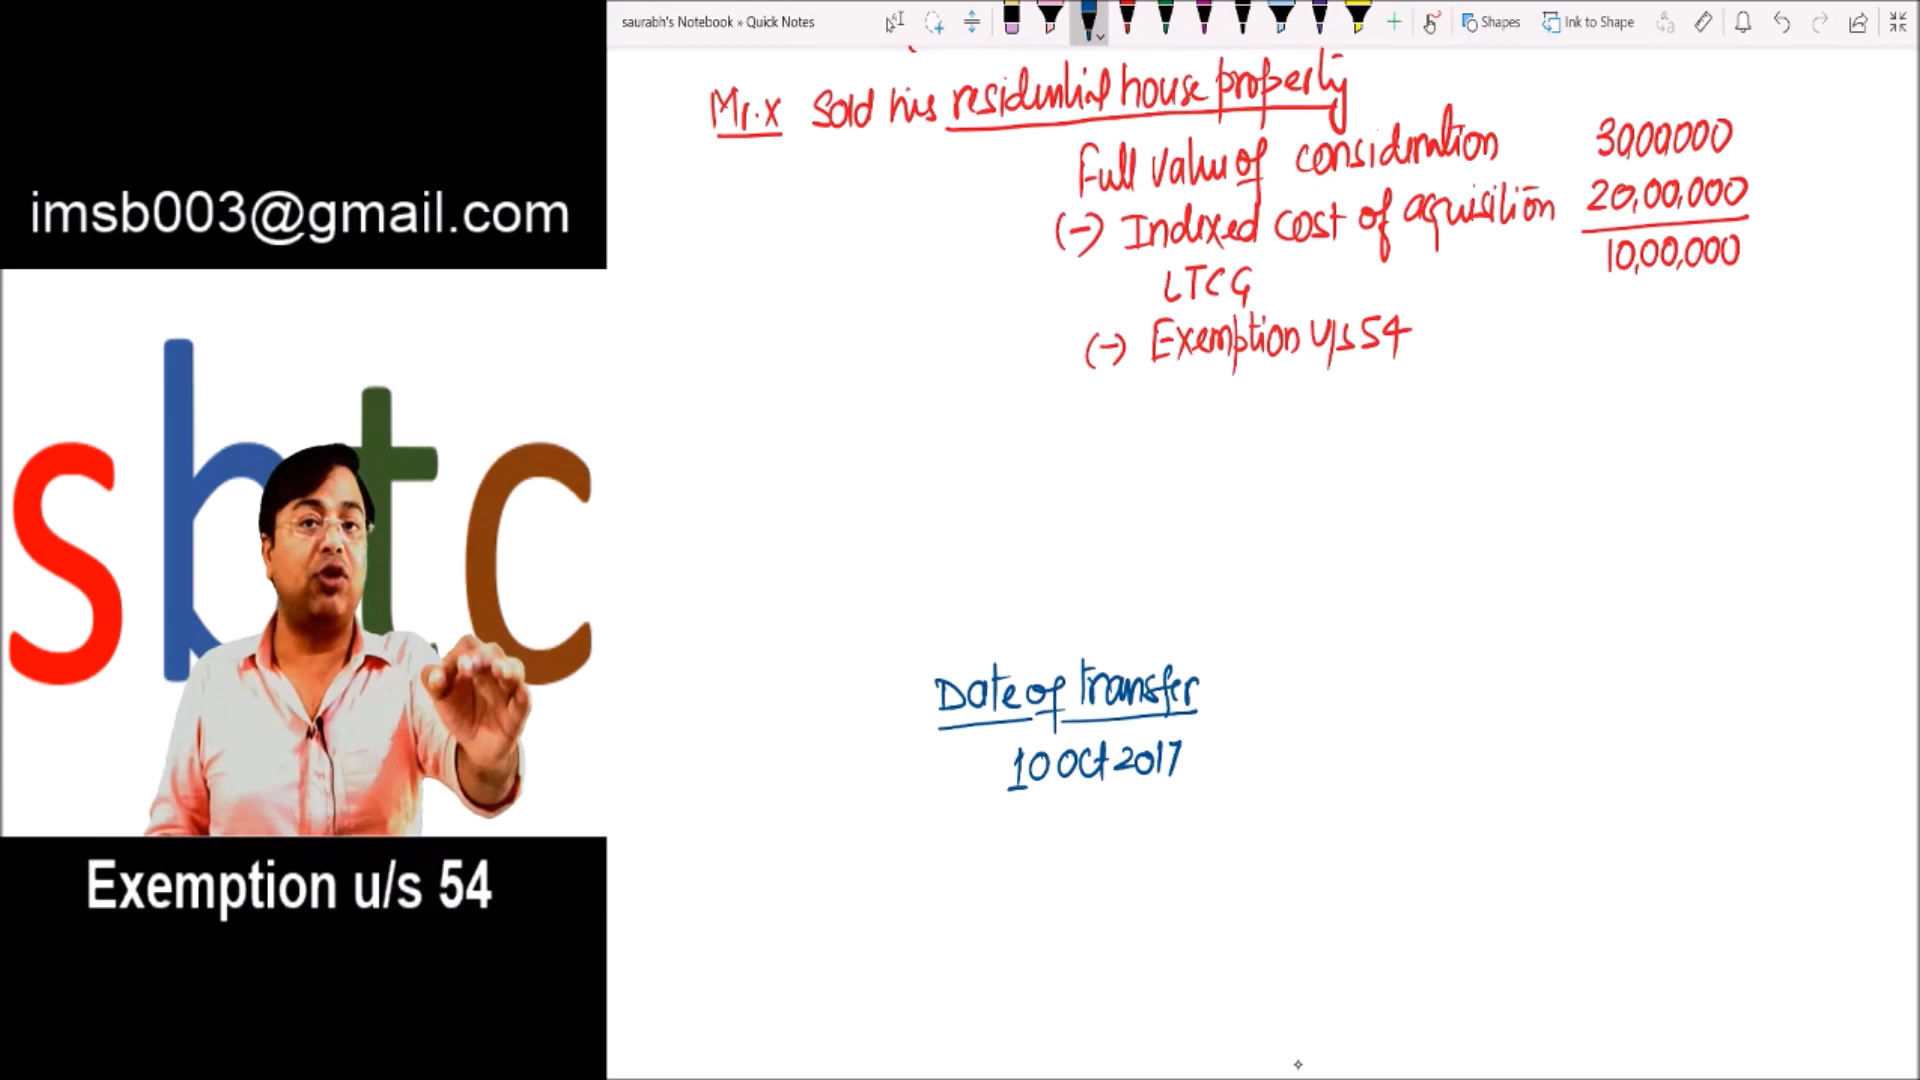 saurabh's Notebook » Quick Notes
Shapes
Ink to Shape
imsb003@gmail.com
Mr. X Sold his residential house property
Full value of consideration 3000000
(-) Indexed cost of aquisition 20,00,000
LTCG 10,00,000
(-) Exemption U/s 54
sbtc
Date of transfer
10 Oct 2017
Exemption u/s 54